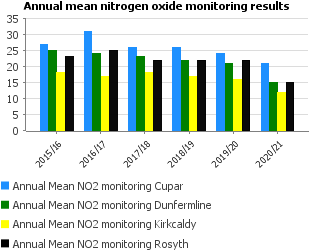 Annual mean nitrogen oxide monitoring results
35
30
25
20
15
10
5
0
2015/16
2016/17
2017/18
2018/19
2019/20
2020/21
Annual Mean NO2 monitoring Cupar
Annual Mean NO2 monitoring Dunfermline
Annual Mean NO2 monitoring Kirkcaldy
Annual Mean NO2 monitoring Rosyth